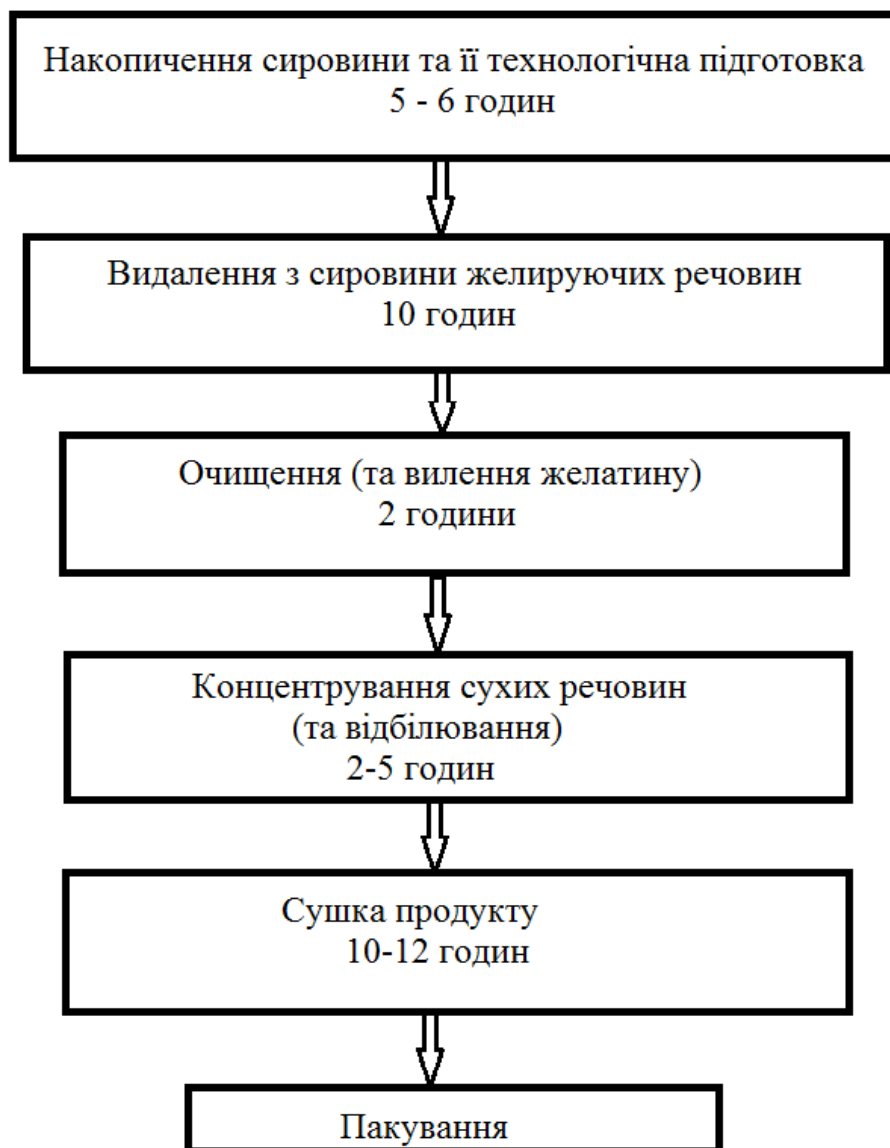 Накопичення сировини та її технологічна підготовка
5 - 6 годин
Видалення з сировини желируючих речовин
10 годин
Очищення (та вилення желатину)
2 години
Концентрування сухих речовин
(та відбілювання)
2-5 годин
Сушка продукту
10-12 годин
Пакування